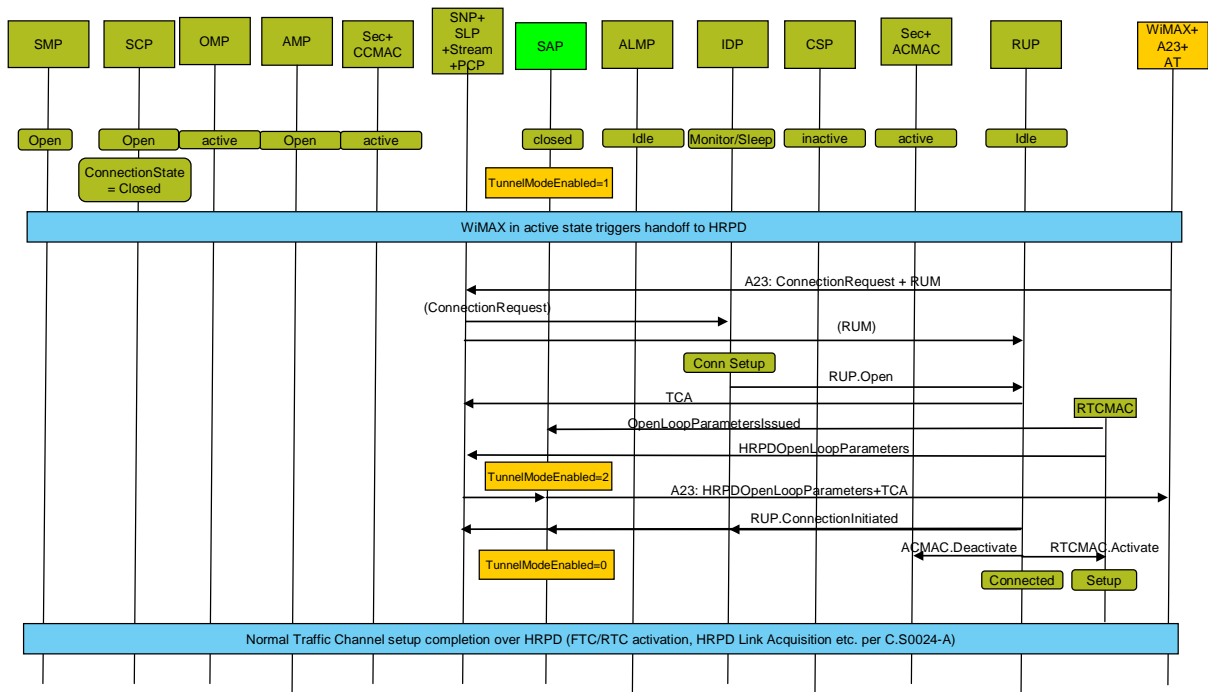 SMP
SCP
OMP
AMP
Sec+
CCMAC
SNP+
SLP
+Stream
+PCP
SAP
ALMP
IDP
CSP
Sec+
ACMAC
RUP
WiMAX+
A23+
AT
Open
Open
active
Open
active
closed
Idle
Monitor/Sleep
inactive
active
Idle
ConnectionState
= Closed
TunnelModeEnabled=1
WiMAX in active state triggers handoff to HRPD
A23: ConnectionRequest + RUM
(ConnectionRequest)
(RUM)
Conn Setup
RUP.Open
TCA
RTCMAC
OpenLoopParametersIssued
HRPDOpenLoopParameters
TunnelModeEnabled=2
A23: HRPDOpenLoopParameters+TCA
RUP.ConnectionInitiated
ACMAC.Deactivate
RTCMAC.Activate
TunnelModeEnabled=0
Connected
Setup
Normal Traffic Channel setup completion over HRPD (FTC/RTC activation, HRPD Link Acquisition etc. per C.S0024-A)